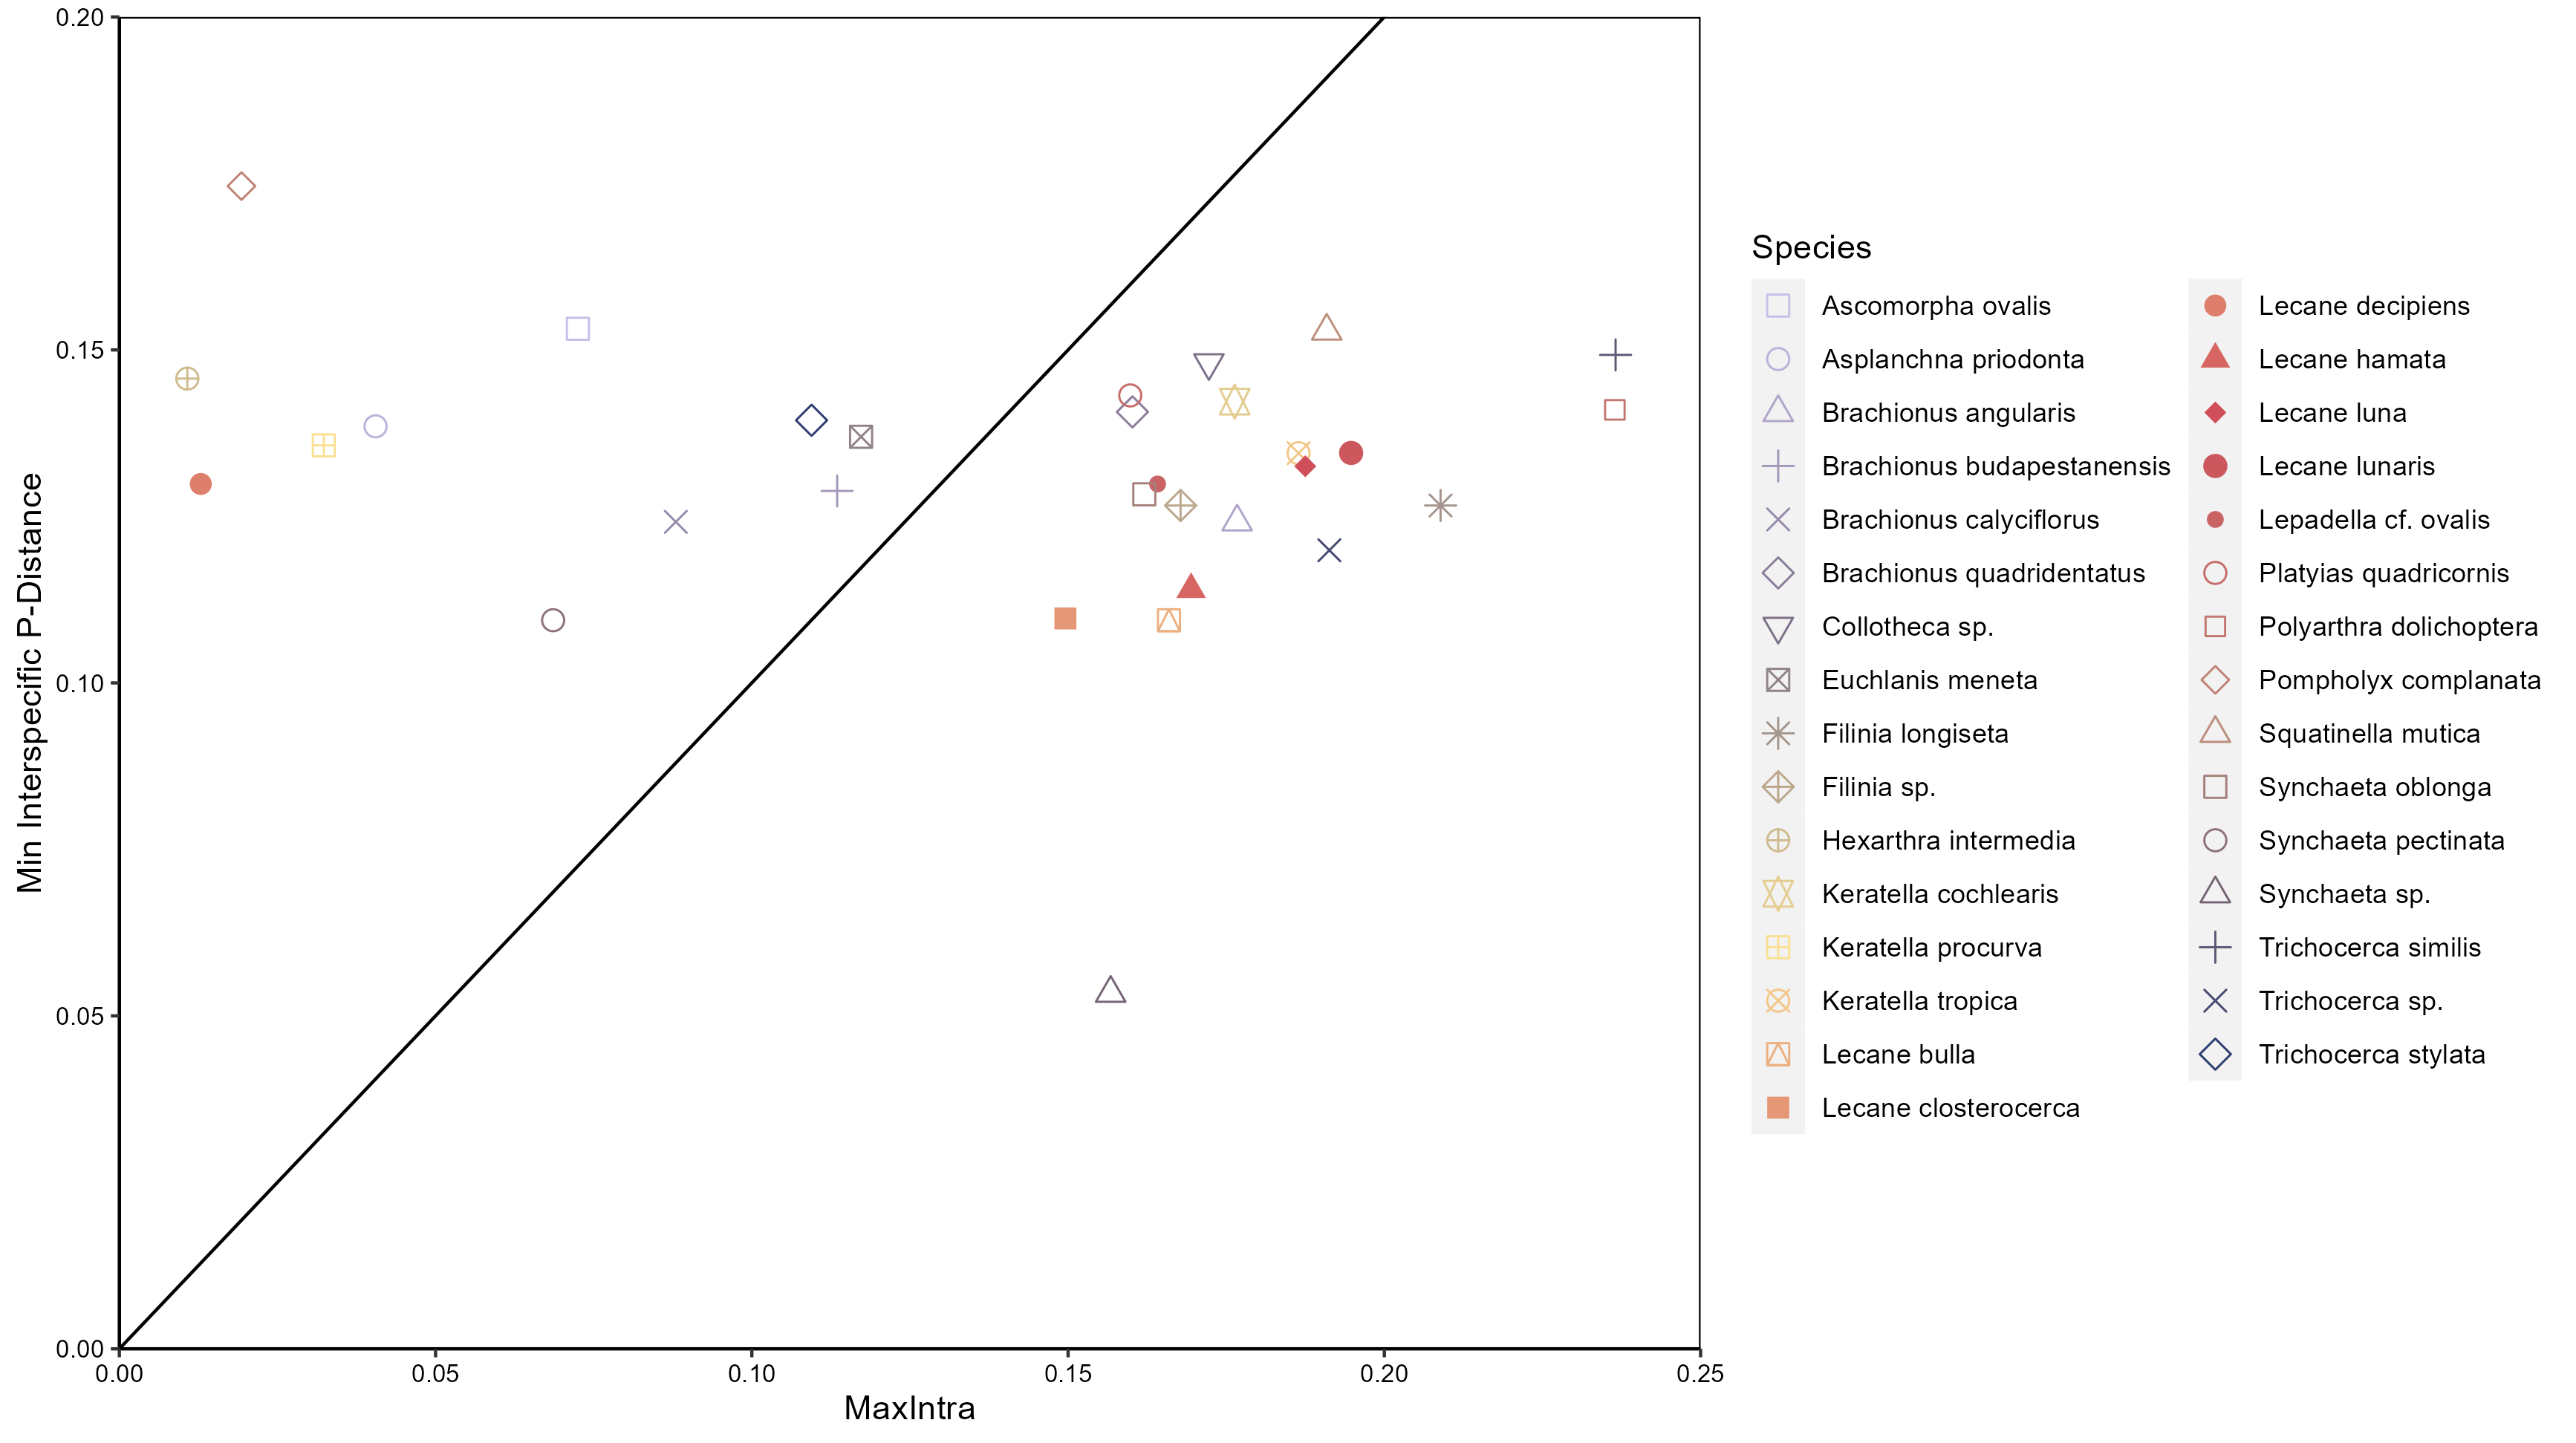 0.20
0.15
0.10
0.05
0.00
Min Interspecific P-Distance
0.00 0.05 0.10 0.15 0.20 0.25
MaxIntra
Species
Ascomorpha ovalis
Asplanchna priodonta
Brachionus angularis
Brachionus budapestanensis
Brachionus calyciflorus
Brachionus quadridentatus
Collotheca sp.
Euchlanis meneta
Filinia longiseta
Filinia sp.
Hexarthra intermedia
Keratella cochlearis
Keratella procurva
Keratella tropica
Lecane bulla
Lecane closterocerca
Lecane decipiens
Lecane hamata
Lecane luna
Lecane lunaris
Lepadella cf. ovalis
Platyias quadricornis
Polyarthra dolichoptera
Pompholyx complanata
Squatinella mutica
Synchaeta oblonga
Synchaeta pectinata
Synchaeta sp.
Trichocerca similis
Trichocerca sp.
Trichocerca stylata